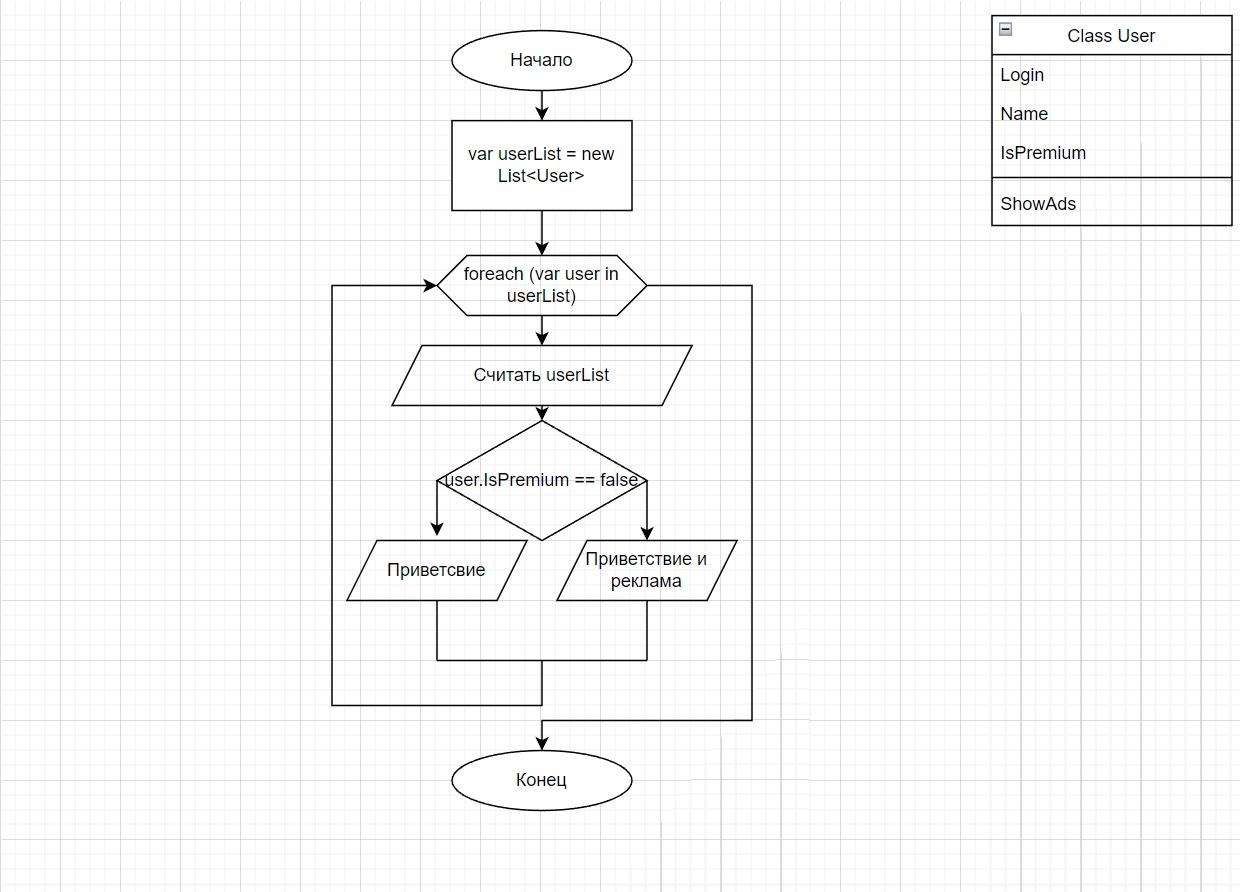 Начало
var userList = new
List<User>
foreach (var user in
userList)
Считать userList
user.IsPremium == false
Приветсвие
Приветствие и
реклама
Конец
Class User
Login
Name
IsPremium
ShowAds